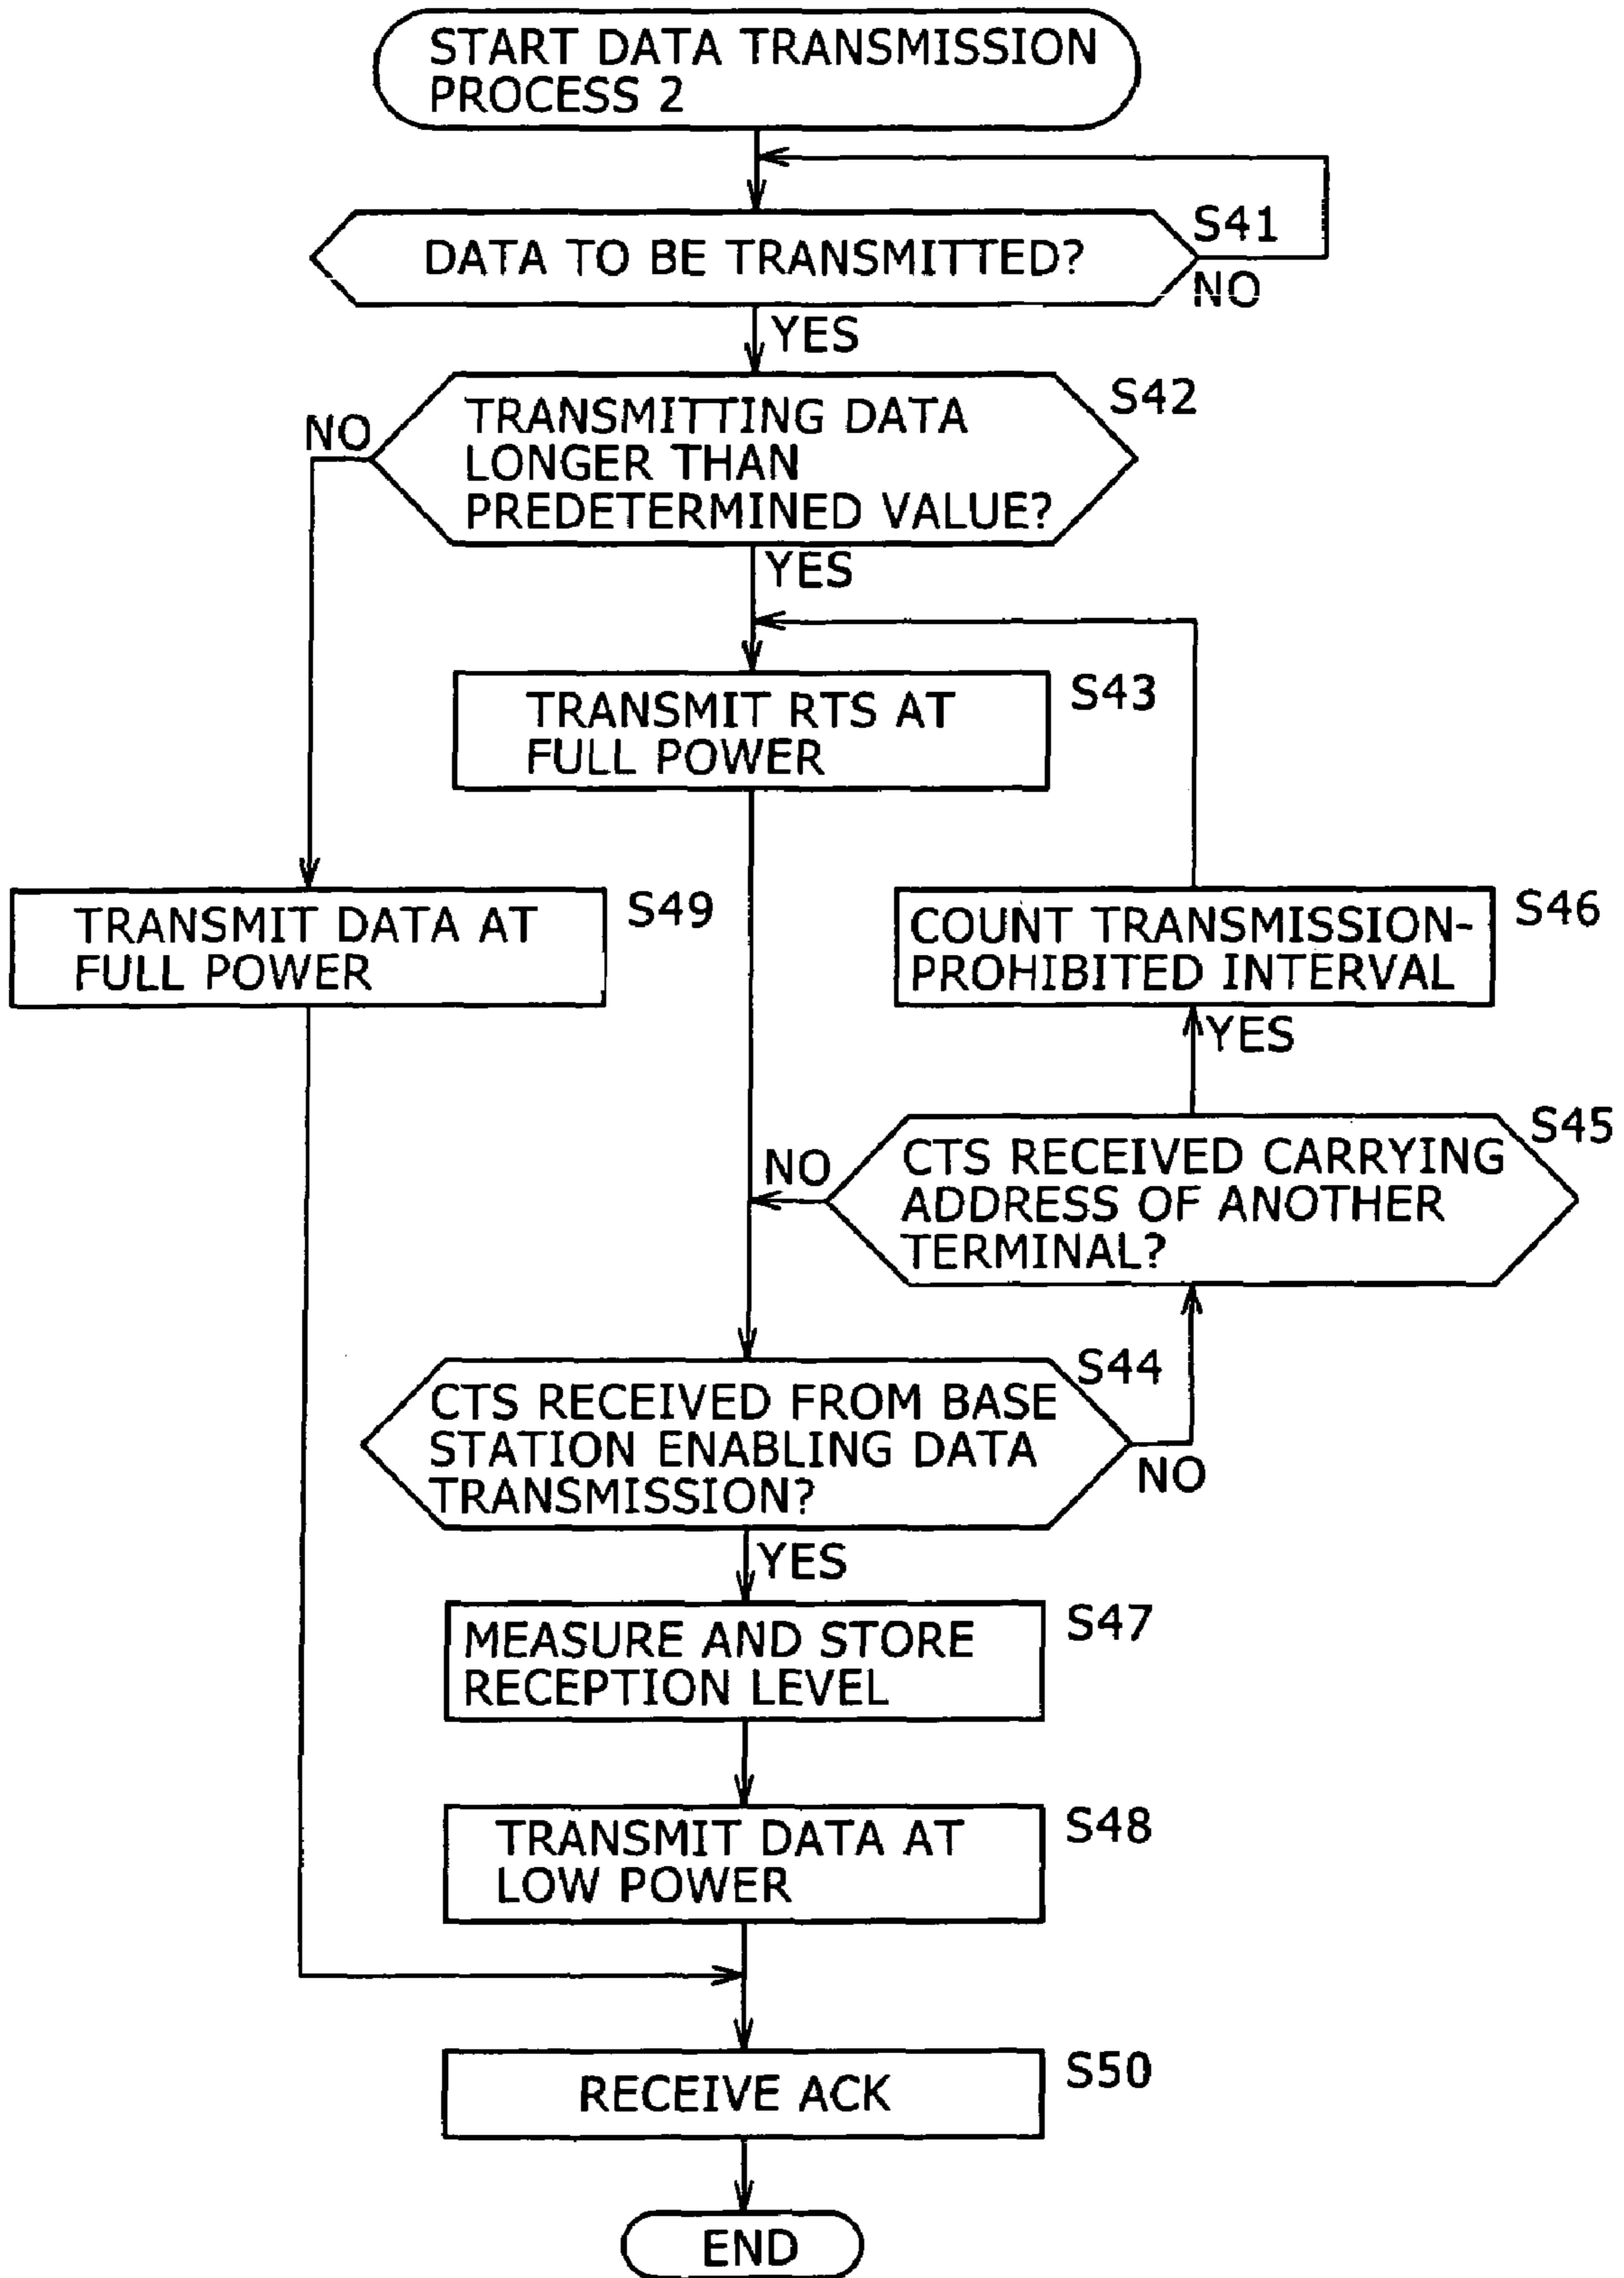 START DATA TRANSMISSION
PROCESS 2
S41
DATA TO BE TRANSMITTED?
NO
YES
S42
NO
TRANSMITTING DATA
LONGER THAN
PREDETERMINED VALUE?
YES
S43
TRANSMIT RTS AT
FULL POWER
S49
TRANSMIT DATA AT
FULL POWER
S46
COUNT TRANSMISSION-
PROHIBITED INTERVAL
YES
S45
NO
CTS RECEIVED CARRYING
ADDRESS OF ANOTHER
TERMINAL?
S44
CTS RECEIVED FROM BASE
STATION ENABLING DATA
TRANSMISSION?
NO
YES
S47
MEASURE AND STORE
RECEPTION LEVEL
S48
TRANSMIT DATA AT
LOW POWER
S50
RECEIVE ACK
END